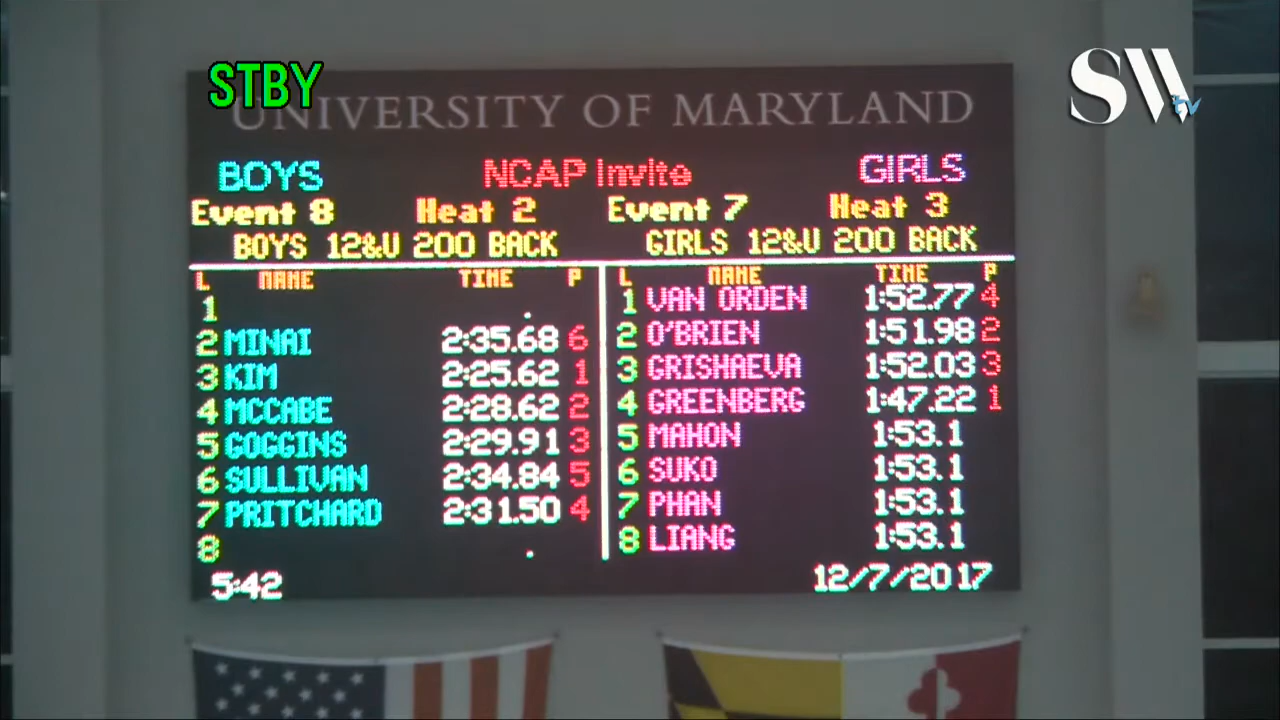 STBY
SW tv
UNIVERSITY OF MARYLAND
BOYS NCAP Invite GIRLS
Event 8 Heat 2 Event 7 Heat 3
BOYS 12&U 200 BACK GIRLS 12&U 200 BACK
L NAME TIME P L NAME TIME P
1 . 1 VAN ORDEN 1:52.77 4
2 MINAI 2:35.68 6 2 O'BRIEN 1:51.98 2
3 KIM 2:25.62 1 3 GRISHAEVA 1:52.03 3
4 MCCABE 2:28.62 2 4 GREENBERG 1:47.22 1
5 GOGGINS 2:29.91 3 5 MAHON 1:53.1
6 SULLIVAN 2:34.84 5 6 SUKO 1:53.1
7 PRITCHARD 2:31.50 4 7 PHAN 1:53.1
8 . 8 LIANG 1:53.1
5:42 12/7/2017